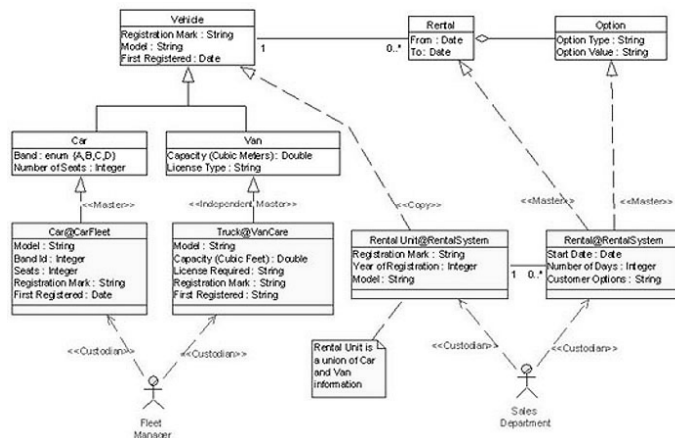 Vehicle
Registration Mark : String
Model : String
First Registered : Date
1
0..*
Rental
From : Date
To : Date
Option
Option Type : String
Option Value : String
Car
Band : enum {A,B,C,D}
Number of Seats : Integer
Van
Capacity (Cubic Meters) : Double
License Type : String
<<Master>>
<<Independent Master>>
<<Copy>>
<<Master>>
<<Master>>
Car@CarFleet
Model : String
Band Id : Integer
Seats : Integer
Registration Mark : String
First Registered : Date
Truck@VanCare
Model : String
Capacity (Cubic Feet) : Double
License Required : String
Registration Mark : String
First Registered : String
Rental Unit@RentalSystem
Registration Mark : String
Year of Registration : Integer
Model : String
1
0..*
Rental@RentalSystem
Start Date : Date
Number of Days : Integer
Customer Options : String
<<Custodian>>
<<Custodian>>
<<Custodian>>
<<Custodian>>
Rental Unit is
a union of Car
and Van
information
Fleet
Manager
Sales
Department